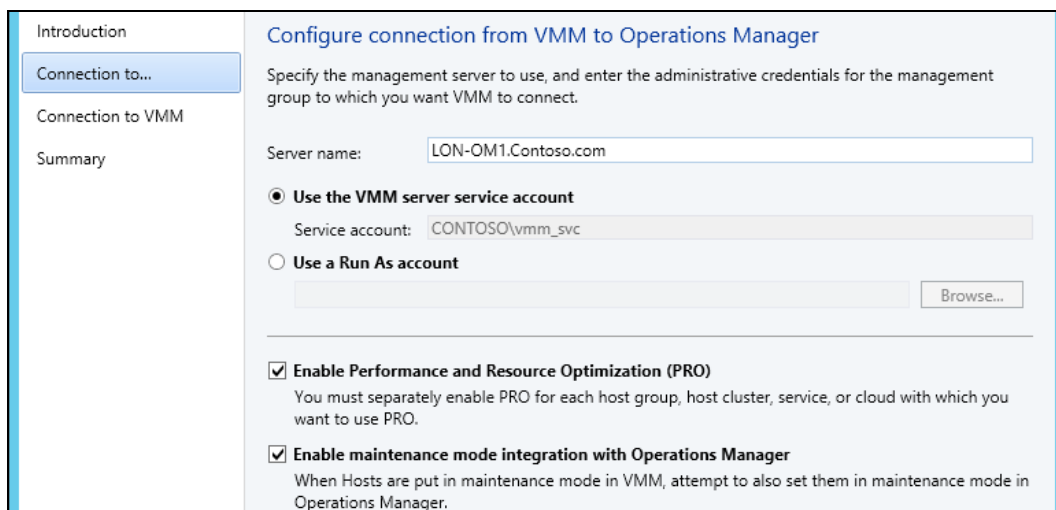 Introduction
Connection to...
Connection to VMM
Summary
Configure connection from VMM to Operations Manager
Specify the management server to use, and enter the administrative credentials for the management
group to which you want VMM to connect.
Server name: LON-OM1.Contoso.com
Use the VMM server service account
Service account: CONTOSO\vmm_svc
Use a Run As account
Browse...
Enable Performance and Resource Optimization (PRO)
You must separately enable PRO for each host group, host cluster, service, or cloud with which you
want to use PRO.
Enable maintenance mode integration with Operations Manager
When Hosts are put in maintenance mode in VMM, attempt to also set them in maintenance mode in
Operations Manager.